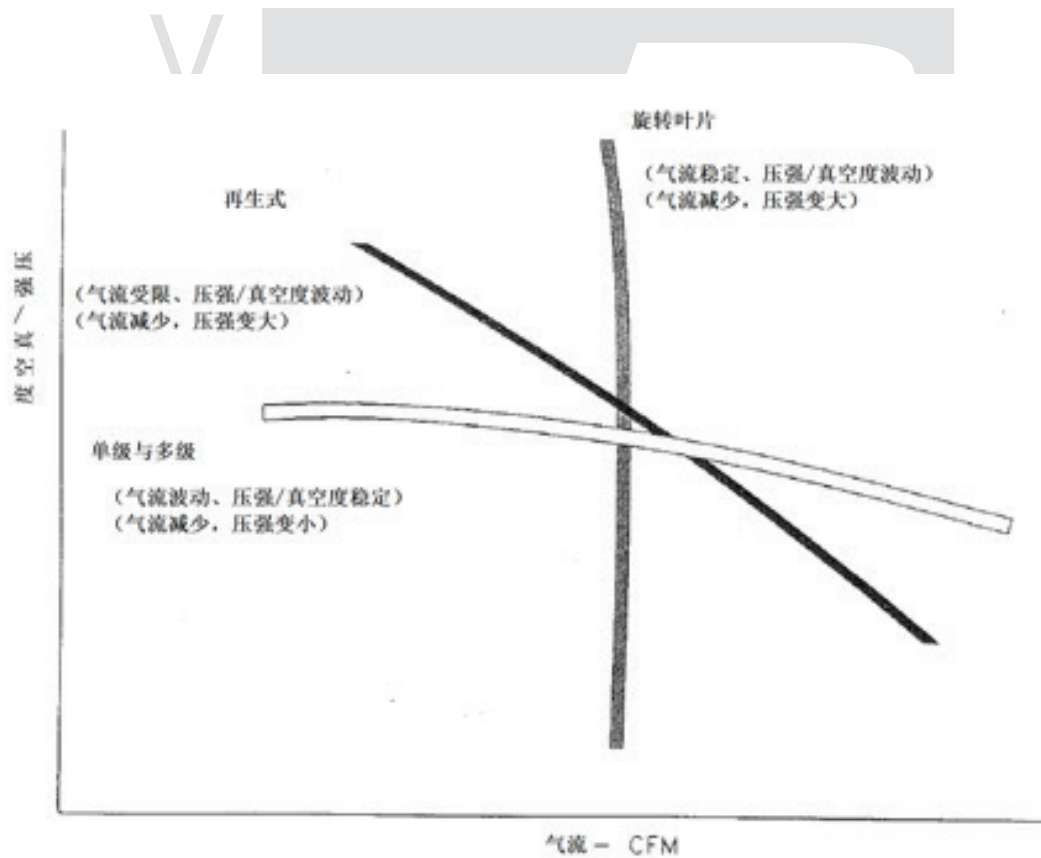 旋转叶片
(气流稳定、压强/真空度波动)
(气流减少,压强变大)
再生式
(气流受限、压强/真空度波动)
(气流减少,压强变大)
度空真/强压
单级与多级
(气流波动、压强/真空度稳定)
(气流减少,压强变小)
气流 - CFM